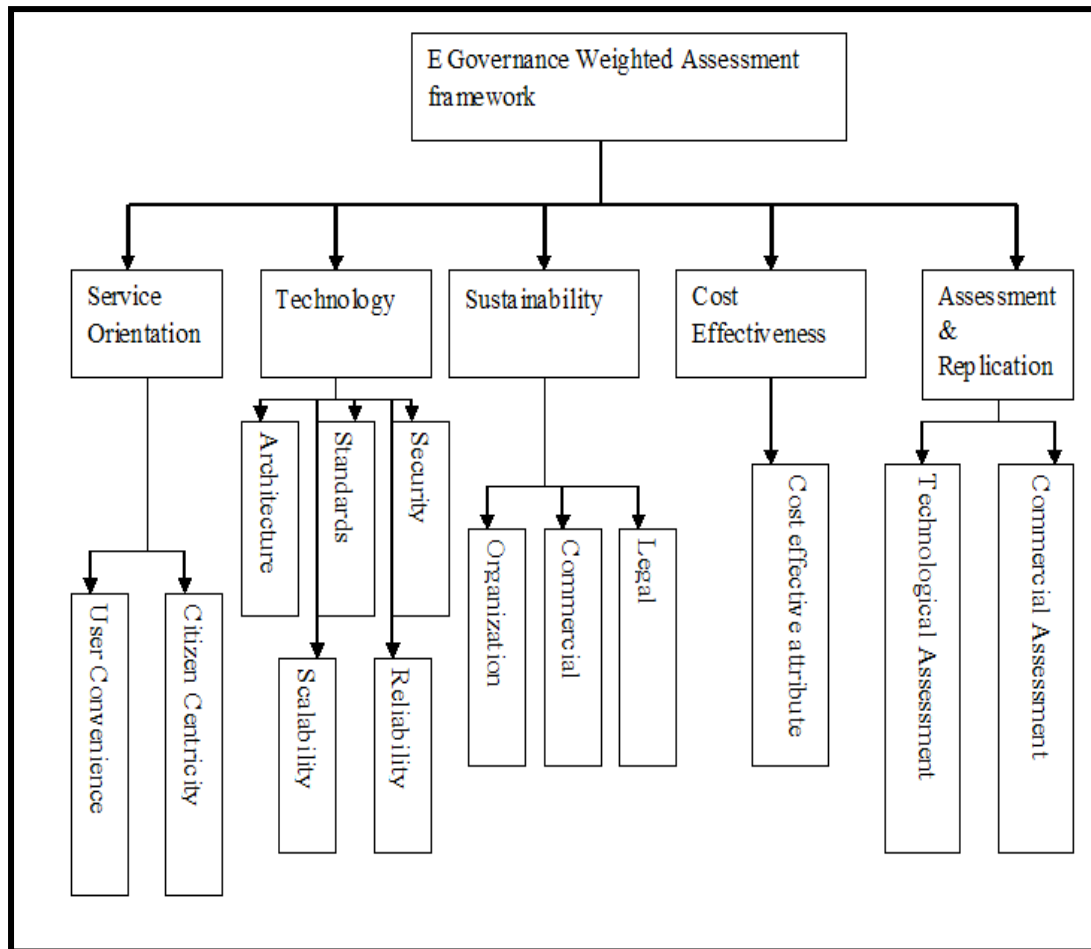 E Governance Weighted Assessment
framework
Service
Orientation
Technology
Sustainability
Cost
Effectiveness
Assessment
&
Replication
User Convenience
Citizen Centricity
Architecture
Scalability
Standards
Reliability
Security
Organization
Commercial
Legal
Cost effective attribute
Technological Assessment
Commercial Assessment